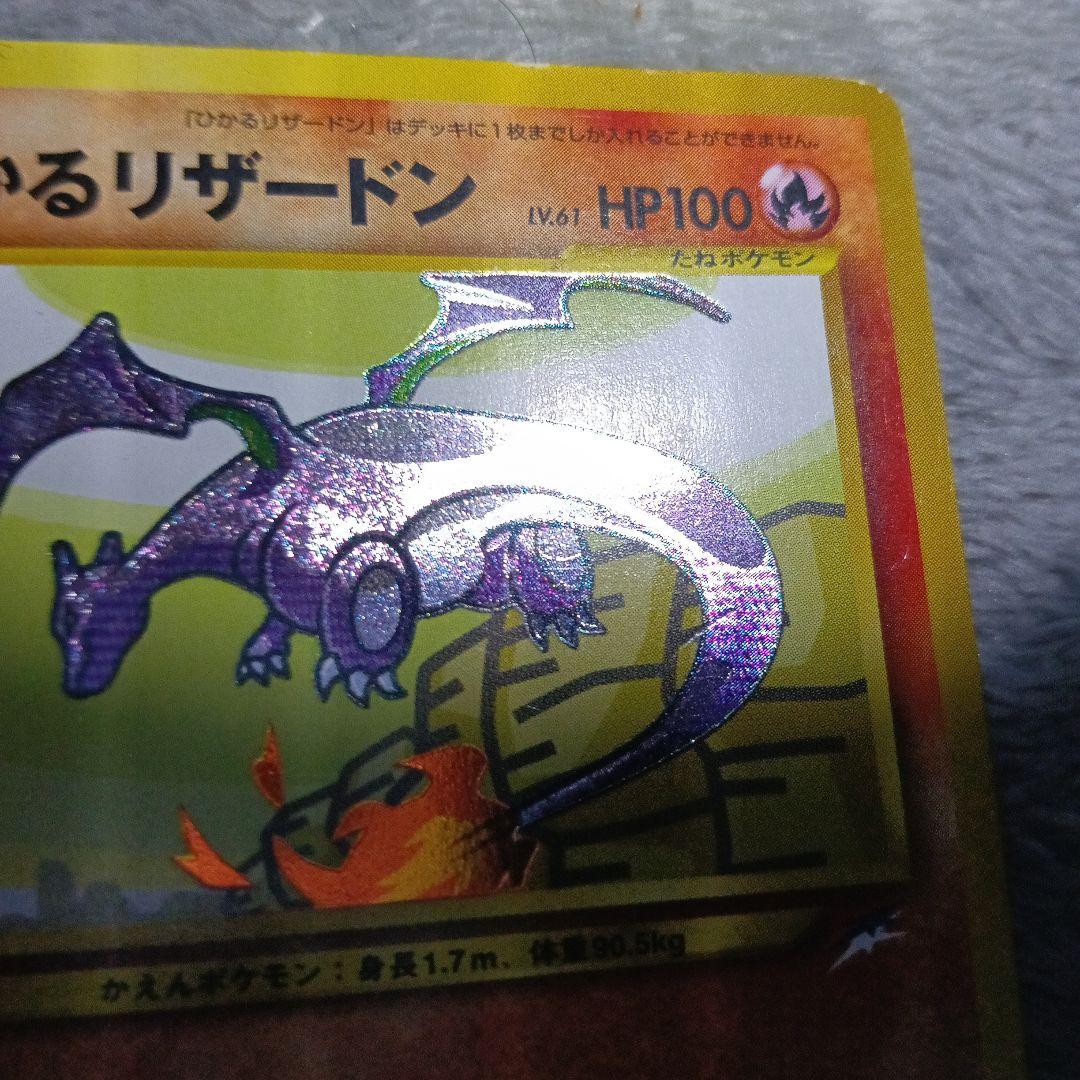 「ひかるリザードン」はデッキに1枚までしか入れることができません。
かるリザードン LV.61 HP100
たねポケモン
かえんポケモン：身長1.7m、体重90.5kg